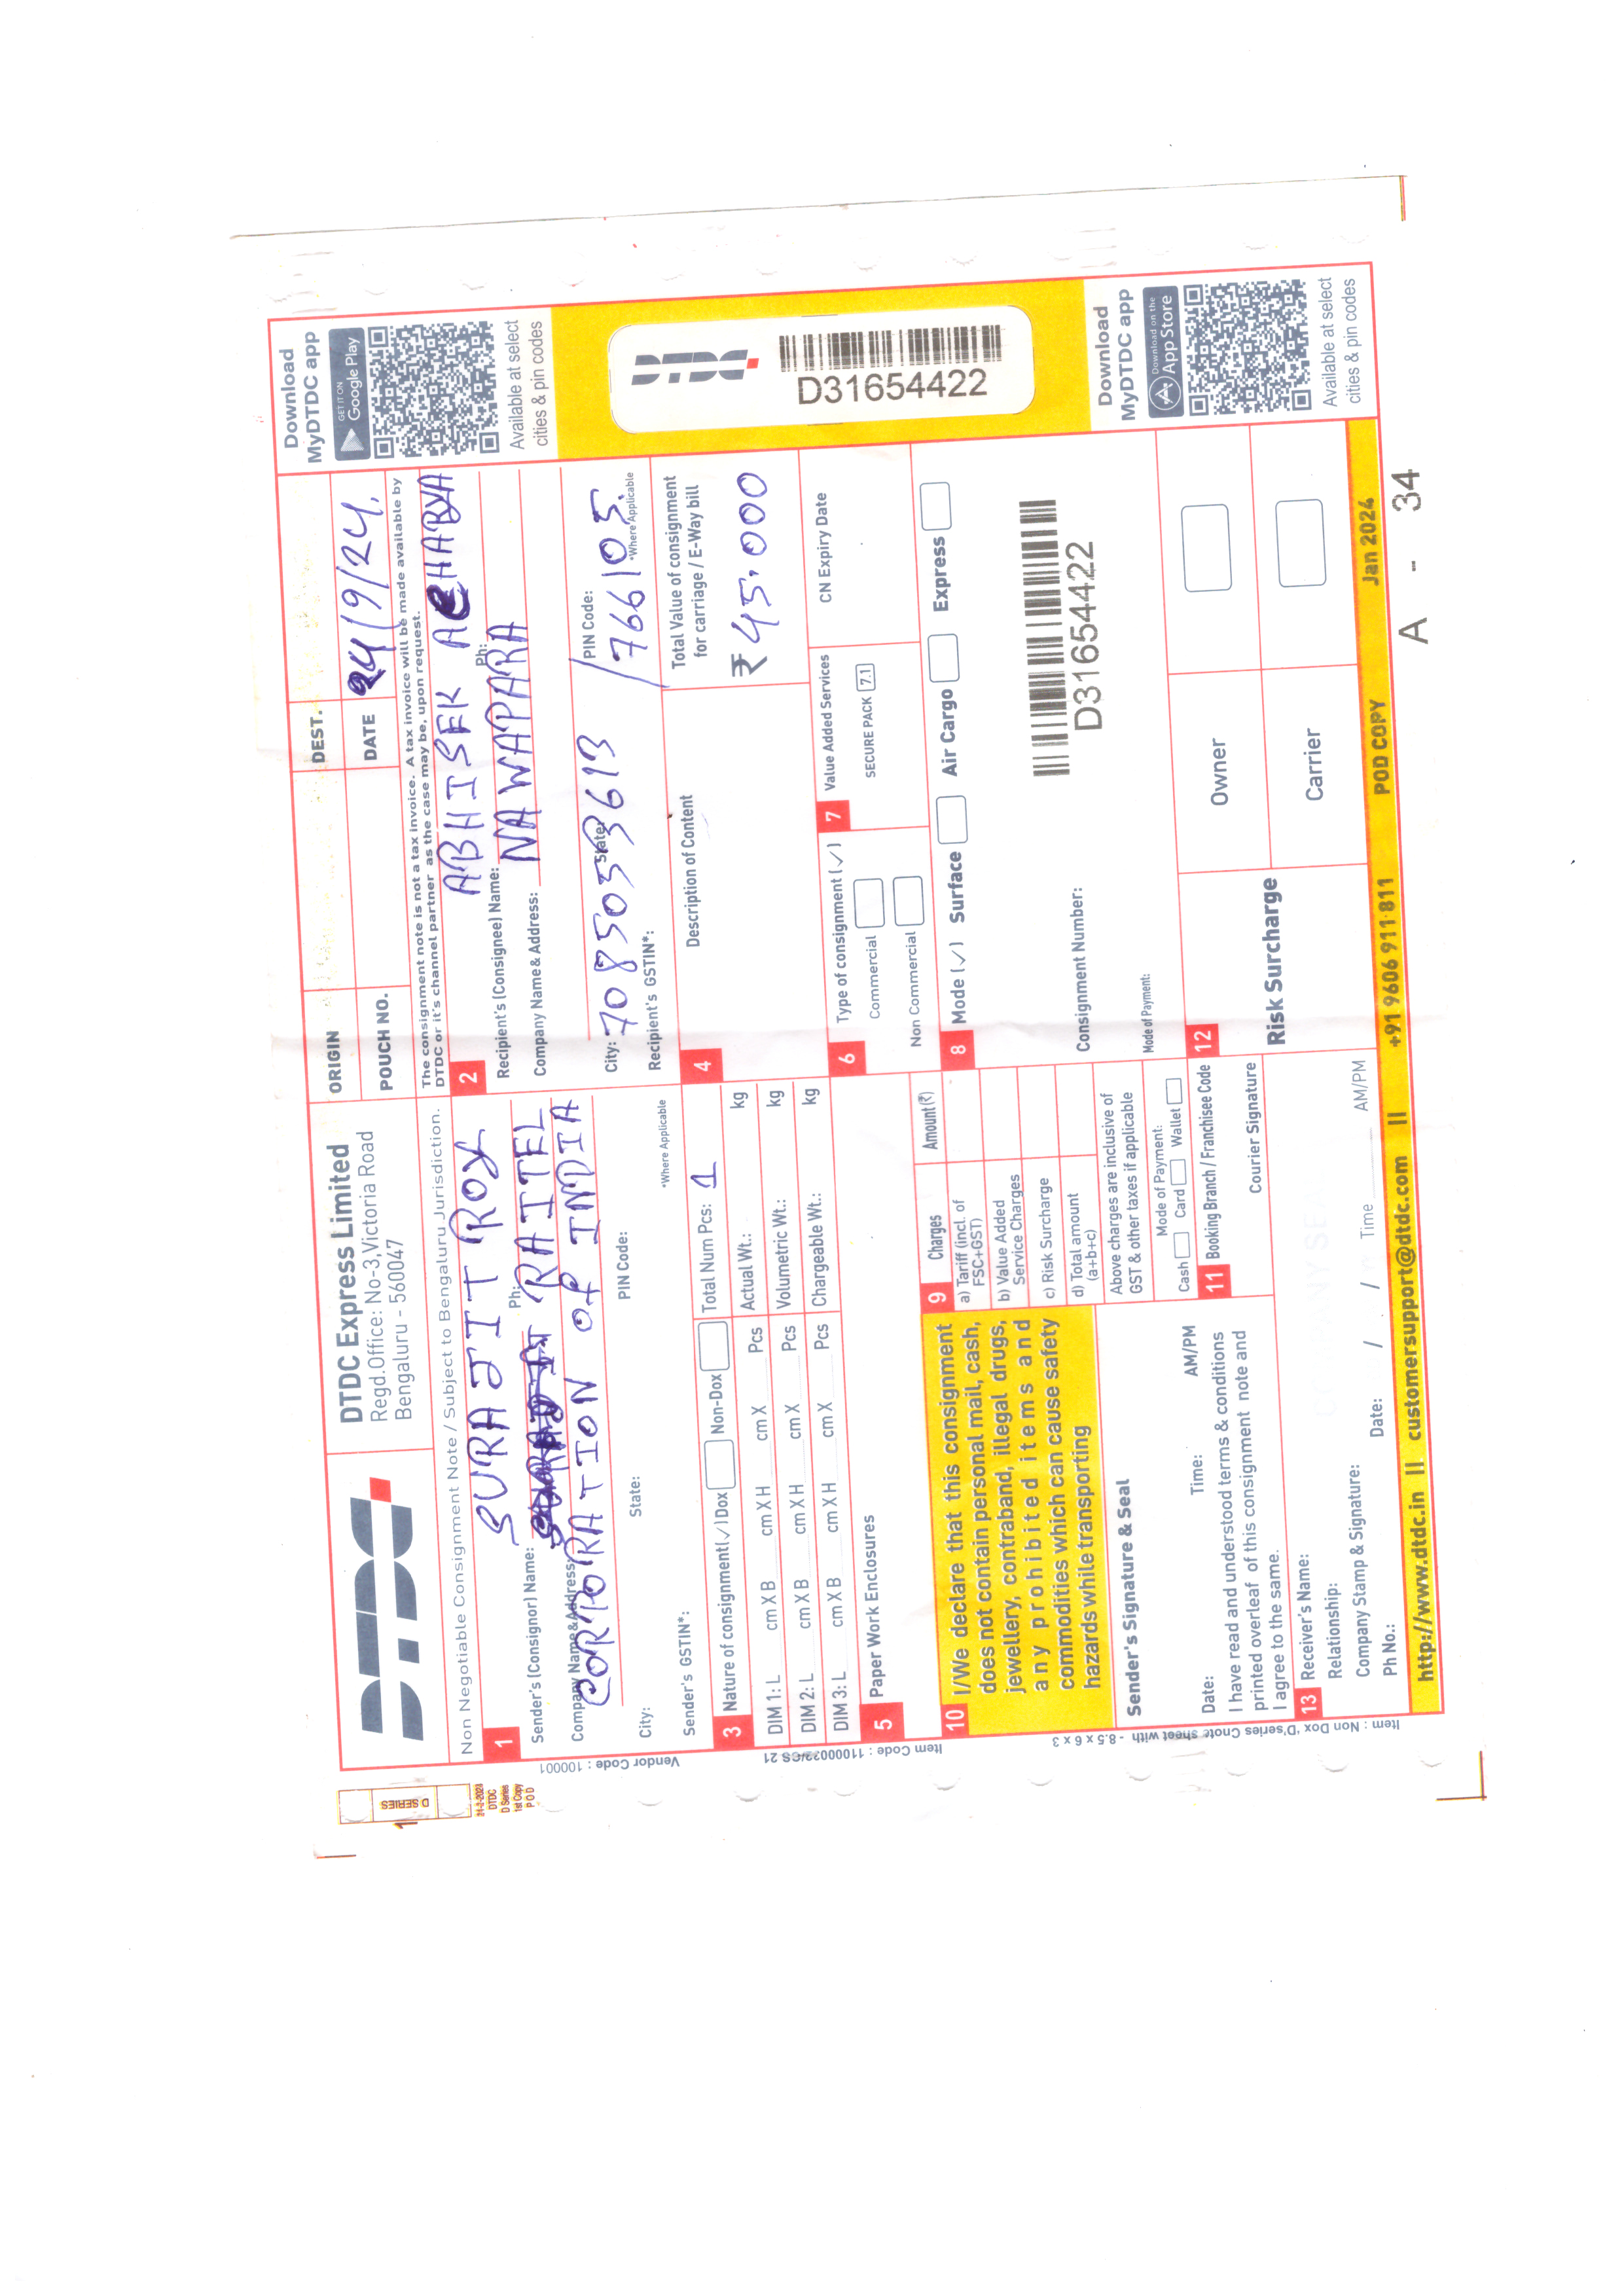 DTDC
DTDC Express Limited
Regd.Office: No-3,Victoria Road
Bengaluru - 560047
ORIGIN
DEST.
POUCH NO.
DATE 24/9/24.
Download
MyDTDC app
GET IT ON
Google Play
Available at select
cities & pin codes
Non Negotiable Consignment Note / Subject to Bengaluru Jurisdiction.
The consignment note is not a tax invoice. A tax invoice will be made available by
DTDC or it's channel partner as the case may be, upon request.
1
SURAJIT ROY
Sender's (Consignor) Name:
Ph:
RAITEL
Company Name& Address:
CORPORATION OF INDIA
City:
State:
PIN Code:
Sender's GSTIN*:
*Where Applicable
2
ABHISEK ACHARYA
Recipient's (Consignee) Name:
Ph:
NAWAPARA
Company Name& Address:
City: 7085053613
State:
PIN Code:
766105.
Recipient's GSTIN*:
*Where Applicable
3 Nature of consignment(✓) Dox
Non-Dox
Total Num Pcs: 1
DIM 1: L cm X B cm X H cm X Pcs
Actual Wt.: kg
DIM 2: L cm X B cm X H cm X Pcs
Volumetric Wt.: kg
DIM 3: L cm X B cm X H cm X Pcs
Chargeable Wt.: kg
4
Description of Content
Total Value of consignment
for carriage / E-Way bill
₹ 45,000
DTDC
D31654422
5 Paper Work Enclosures
6 Type of consignment (✓)
Commercial
Non Commercial
7 Value Added Services
SECURE PACK 7.1
CN Expiry Date
8 Mode (✓) Surface
Air Cargo
Express
Consignment Number:
D31654422
Mode of Payment:
9 Charges
Amount(₹)
a) Tariff (incl. of
FSC+GST)
b) Value Added
Service Charges
c) Risk Surcharge
d) Total amount
(a+b+c)
Above charges are inclusive of
GST & other taxes if applicable
Mode of Payment:
Cash Card Wallet
10 I/We declare that this consignment
does not contain personal mail, cash,
jewellery, contraband, illegal drugs,
any prohibited items and
commodities which can cause safety
hazards while transporting
Sender's Signature & Seal
Date:
Time:
AM/PM
I have read and understood terms & conditions
printed overleaf of this consignment note and
I agree to the same.
11 Booking Branch / Franchisee Code
Courier Signature
12
Risk Surcharge
Owner
Carrier
Download
MyDTDC app
Download on the
App Store
Available at select
cities & pin codes
13 Receiver's Name:
Relationship:
Company Stamp & Signature:
Ph No.:
Date: / /
Time
AM/PM
COMPANY SEAL
http://www.dtdc.in || customersupport@dtdc.com || +91 9606 911 811
POD COPY
Jan 2024
A - 34
Vendor Code : 100001
Item : Non Dox 'D'series Cnote sheet with - 8.5 x 6 x 3
D SERIES
DTDC
D Series
1st Copy
POD